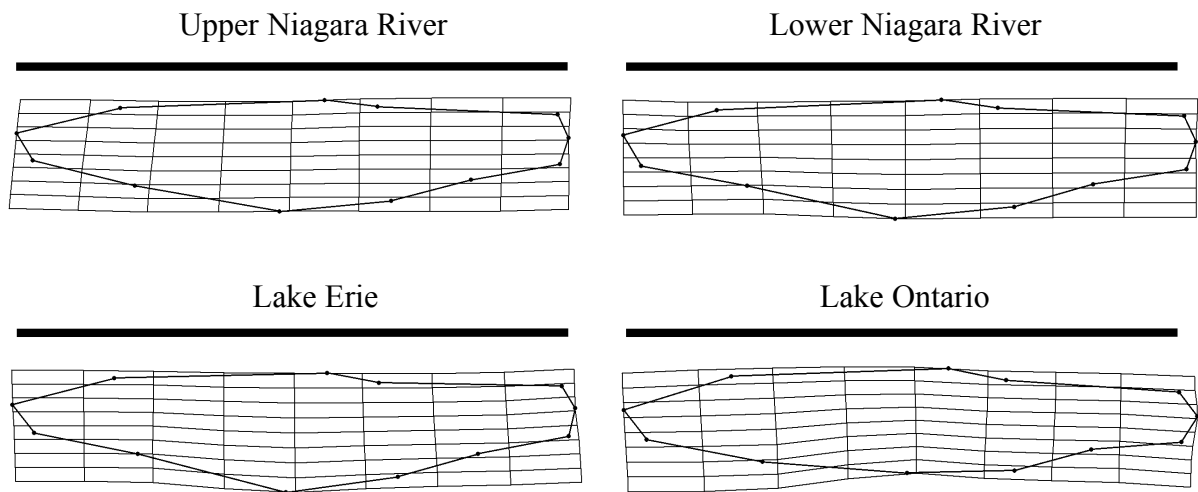 Upper Niagara River
Lower Niagara River
Lake Erie
Lake Ontario